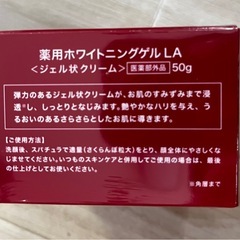 薬用ホワイトニングゲル LA
<ジェル状クリーム> 医薬部外品 50g
弾力のあるジェル状クリームが、お肌のすみずみまで浸
透※し、しっとりとなじみます。艶やかなハリを与え、う
るおいのあるさらさらとしたお肌に導きます。
【ご使用方法】
洗顔後、スパチュラで適量(さくらんぼ粒大)をとり、顔全体にやさしくな
じませてください。いつものスキンケアと併用してご使用の場合は、最後
の仕上げとしてお使いください。
※角層まで